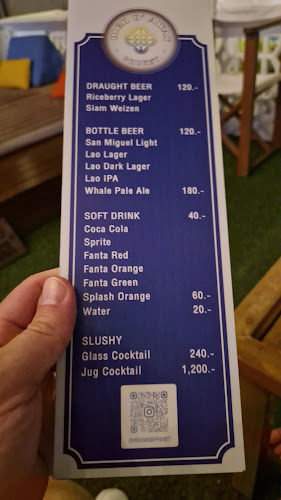 DRAUGHT BEER 120.-
Riceberry Lager
Siam Weizen
BOTTLE BEER 120.-
San Miguel Light
Lao Lager
Lao Dark Lager
Lao IPA
Whale Pale Ale 180.-
SOFT DRINK 40.-
Coca Cola
Sprite
Fanta Red
Fanta Orange
Fanta Green
Splash Orange 60.-
Water 20.-
SLUSHY
Glass Cocktail 240.-
Jug Cocktail 1,200.-